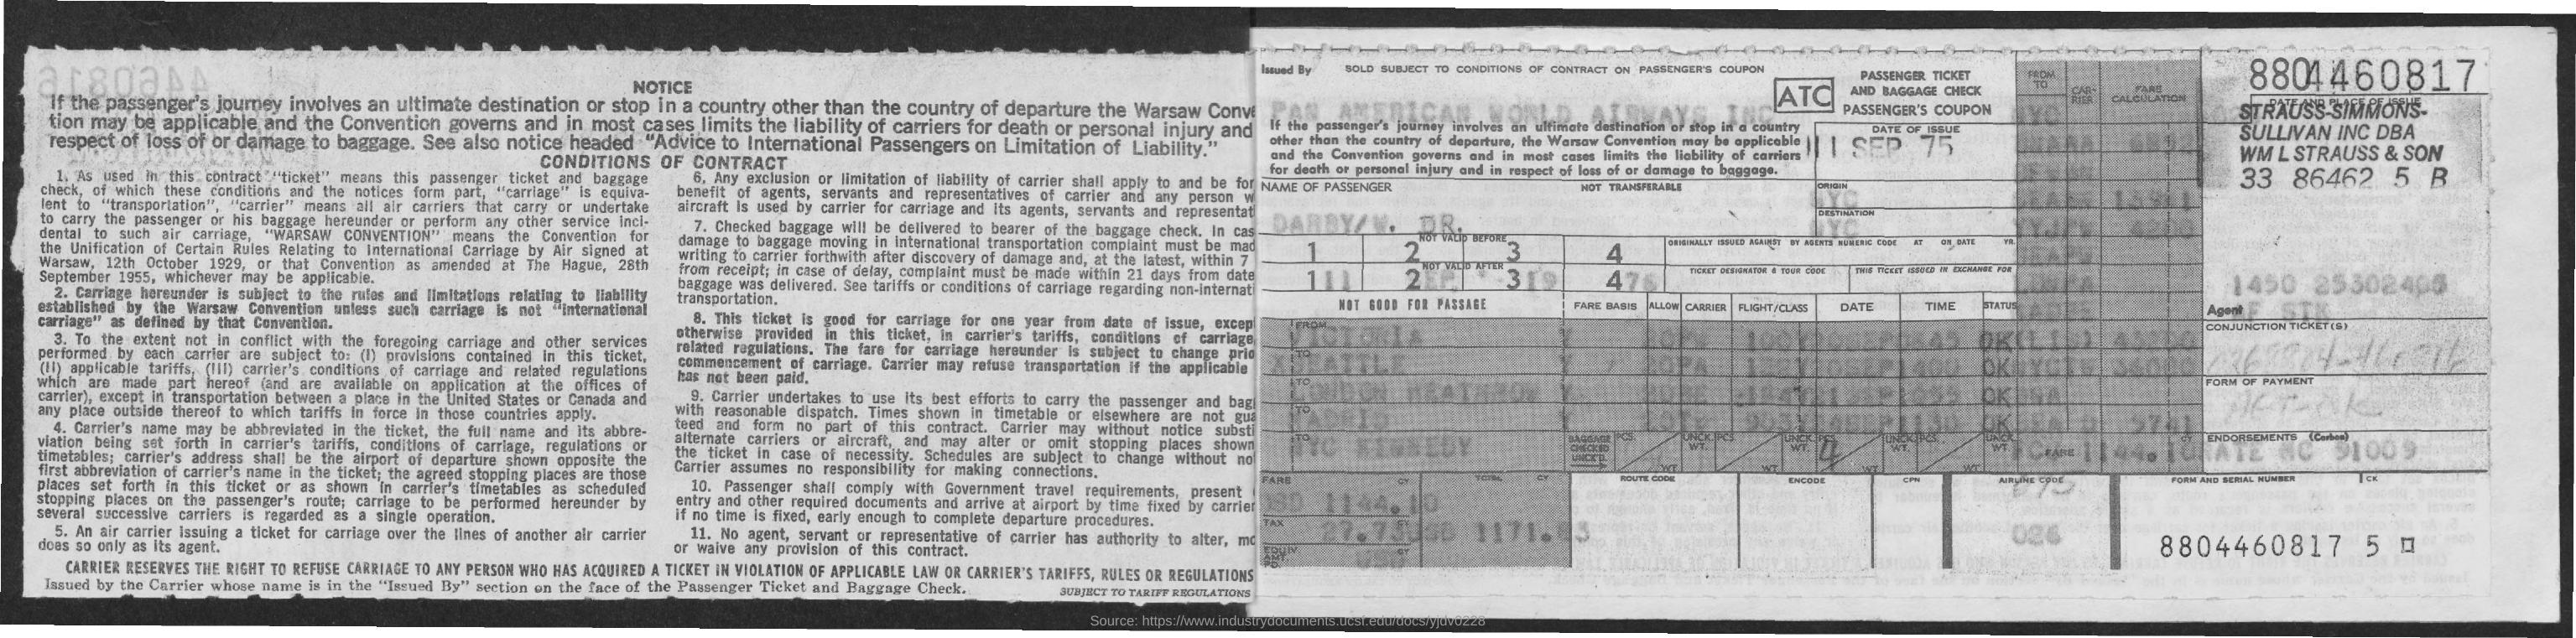 NOTICE
If the passenger's journey involves an ultimate destination or stop in a country other than the country of departure the Warsaw Conve
tion may be applicable and the Convention governs and in most cases limits the liability of carriers for death or personal injury and
respect of loss of or damage to baggage. See also notice headed "Advice to International Passengers on Limitation of Liability."
CONDITIONS OF CONTRACT
1. As used in this contract "ticket" means this passenger ticket and baggage
check, of which these conditions and the notices form part, "carriage" is equiva-
lent to "transportation", "carrier" means all air carriers that carry or undertake
to carry the passenger or his baggage hereunder or perform any other service inci-
dental to such air carriage, "WARSAW CONVENTION" means the Convention for
the Unification of Certain Rules Relating to International Carriage by Air signed at
Warsaw, 12th October 1929, or that Convention as amended at The Hague, 28th
September 1955, whichever may be applicable.
2. Carriage hereunder is subject to the rules and limitations relating to liability
established by the Warsaw Convention unless such carriage is not "international
carriage" as defined by that Convention.
3. To the extent not in conflict with the foregoing carriage and other services
performed by each carrier are subject to: (I) provisions contained in this ticket,
(II) applicable tariffs, (III) carrier's conditions of carriage and related regulations
which are made part hereof (and are available on application at the offices of
carrier), except in transportation between a place in the United States or Canada and
any place outside thereof to which tariffs in force in those countries apply.
4. Carrier's name may be abbreviated in the ticket, the full name and its abbre-
viation being set forth in carrier's tariffs, conditions of carriage, regulations or
timetables; carrier's address shall be the airport of departure shown opposite the
first abbreviation of carrier's name in the ticket; the agreed stopping places are those
places set forth in this ticket or as shown in carrier's timetables as scheduled
stopping places on the passenger's route; carriage to be performed hereunder by
several successive carriers is regarded as a single operation.
5. An air carrier issuing a ticket for carriage over the lines of another air carrier
does so only as its agent.
6. Any exclusion or limitation of liability of carrier shall apply to and be for
benefit of agents, servants and representatives of carrier and any person w
aircraft is used by carrier for carriage and its agents, servants and representat
7. Checked baggage will be delivered to bearer of the baggage check. In cas
damage to baggage moving in international transportation complaint must be mad
writing to carrier forthwith after discovery of damage and, at the latest, within 7
from receipt; in case of delay, complaint must be made within 21 days from date
baggage was delivered. See tariffs or conditions of carriage regarding non-internat
transportation.
8. This ticket is good for carriage for one year from date of issue, excep
otherwise provided in this ticket, in carrier's tariffs, conditions of carriage,
related regulations. The fare for carriage hereunder is subject to change prio
commencement of carriage. Carrier may refuse transportation if the applicable
has not been paid.
9. Carrier undertakes to use its best efforts to carry the passenger and bag
with reasonable dispatch. Times shown in timetable or elsewhere are not gua
teed and form no part of this contract. Carrier may without notice substi
alternate carriers or aircraft, and may alter or omit stopping places shown
the ticket in case of necessity. Schedules are subject to change without no
Carrier assumes no responsibility for making connections.
10. Passenger shall comply with Government travel requirements, present
entry and other required documents and arrive at airport by time fixed by carrier
if no time is fixed, early enough to complete departure procedures.
11. No agent, servant or representative of carrier has authority to alter, mo
or waive any provision of this contract.
CARRIER RESERVES THE RIGHT TO REFUSE CARRIAGE TO ANY PERSON WHO HAS ACQUIRED A TICKET IN VIOLATION OF APPLICABLE LAW OR CARRIER'S TARIFFS, RULES OR REGULATIONS
Issued by the Carrier whose name is in the "Issued By" section on the face of the Passenger Ticket and Baggage Check.
SUBJECT TO TARIFF REGULATIONS
Issued By SOLD SUBJECT TO CONDITIONS OF CONTRACT ON PASSENGER'S COUPON
PAN AMERICAN WORLD AIRWAYS INC
ATC
PASSENGER TICKET
AND BAGGAGE CHECK
PASSENGER'S COUPON
If the passenger's journey involves an ultimate destination or stop in a country
other than the country of departure, the Warsaw Convention may be applicable
and the Convention governs and in most cases limits the liability of carriers
for death or personal injury and in respect of loss of or damage to baggage.
DATE OF ISSUE
11 SEP 75
NAME OF PASSENGER NOT TRANSFERABLE
DARBY/W. DR.
ORIGIN
NYC
DESTINATION
NYC
NOT VALID BEFORE
1 2 3 4
NOT VALID AFTER
1 2 3 4
ORIGINALLY ISSUED AGAINST BY AGENTS NUMERIC CODE AT ON DATE YR.
TICKET DESIGNATOR & TOUR CODE THIS TICKET ISSUED IN EXCHANGE FOR
NOT GOOD FOR PASSAGE FARE BASIS ALLOW CARRIER FLIGHT/CLASS DATE TIME STATUS
FROM VICTORIA Y OK
TO SEATTLE Y OK
TO LONDON HEATHROW Y OK
TO MADRID Y OK
TO NYC KENNEDY
BAGGAGE CHECKED UNCK'D. PCS. WT. UNCK. WT.
FROM TO CAR-RIER FARE CALCULATION
FARE 1144.10
FARE CY TOTAL CY
USD 1144.10
TAX CY
27.73 USD 1171.83
EQUIV. AMT. PD. CY
USD
ROUTE CODE ENCODE CPN AIRLINE CODE FORM AND SERIAL NUMBER CK
026
8804460817 5
8804460817
DATE AND PLACE OF ISSUE
STRAUSS-SIMMONS-
SULLIVAN INC DBA
WM L STRAUSS & SON
33 86462 5 B
1450 25302405
Agent
CONJUNCTION TICKET(S)
FORM OF PAYMENT
ENDORSEMENTS (Carbon)
RATE NC 91009
Source: https://www.industrydocuments.ucsf.edu/docs/yjdv0228